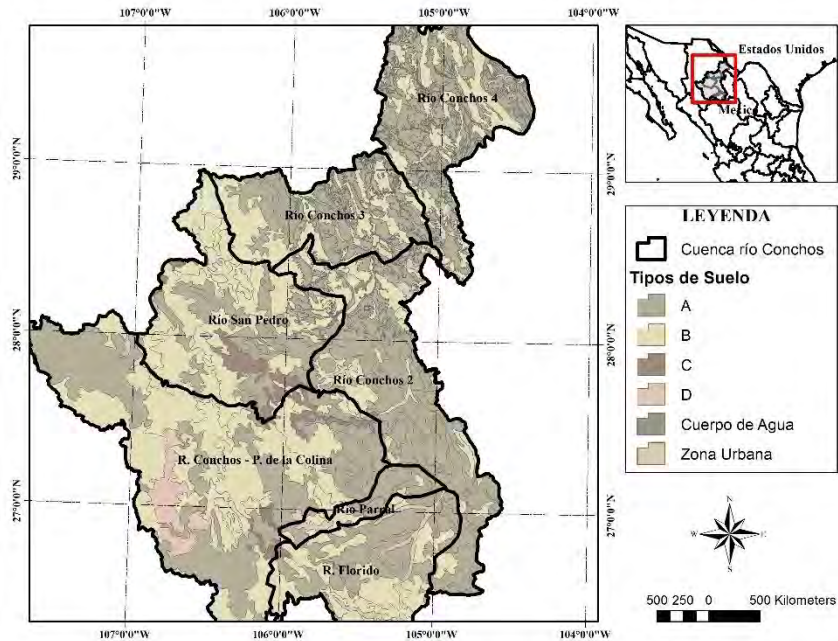 107°0'0"W 106°0'0"W 105°0'0"W 104°0'0"W
29°0'0"N
28°0'0"N
27°0'0"N
Río Conchos 4
Río Conchos 3
Río San Pedro
Río Conchos 2
R. Conchos - P. de la Colina
Río Parral
R. Florido
29°0'0"N
28°0'0"N
27°0'0"N
107°0'0"W 106°0'0"W 105°0'0"W 104°0'0"W
Estados Unidos
México
LEYENDA
Cuenca río Conchos
Tipos de Suelo
A
B
C
D
Cuerpo de Agua
Zona Urbana
N
W E
S
500 250 0 500 Kilometers